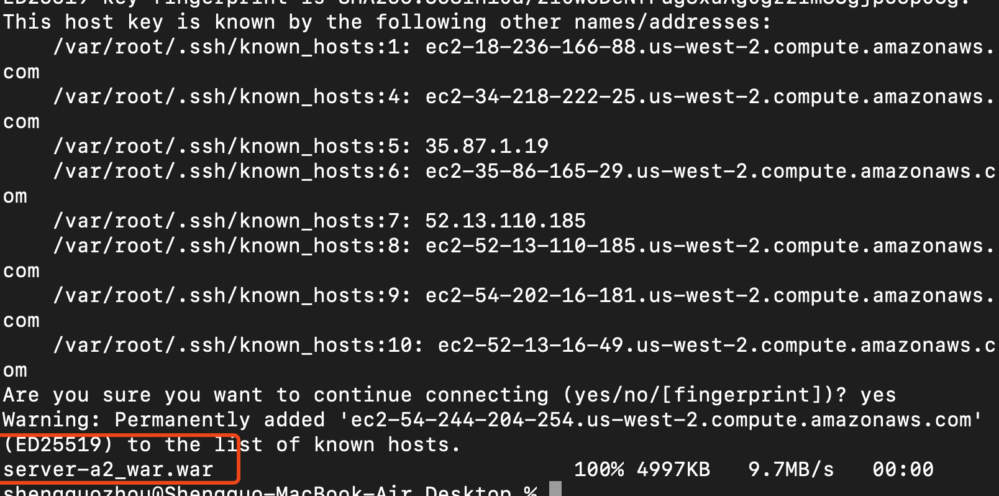 This host key is known by the following other names/addresses:
/var/root/.ssh/known_hosts:1: ec2-18-236-166-88.us-west-2.compute.amazonaws.
com
/var/root/.ssh/known_hosts:4: ec2-34-218-222-25.us-west-2.compute.amazonaws.
com
/var/root/.ssh/known_hosts:5: 35.87.1.19
/var/root/.ssh/known_hosts:6: ec2-35-86-165-29.us-west-2.compute.amazonaws.c
om
/var/root/.ssh/known_hosts:7: 52.13.110.185
/var/root/.ssh/known_hosts:8: ec2-52-13-110-185.us-west-2.compute.amazonaws.
com
/var/root/.ssh/known_hosts:9: ec2-54-202-16-181.us-west-2.compute.amazonaws.
com
/var/root/.ssh/known_hosts:10: ec2-52-13-16-49.us-west-2.compute.amazonaws.c
om
Are you sure you want to continue connecting (yes/no/[fingerprint])? yes
Warning: Permanently added 'ec2-54-244-204-254.us-west-2.compute.amazonaws.com'
(ED25519) to the list of known hosts.
server-a2_war.war 100% 4997KB 9.7MB/s 00:00
shengguozhou@Shengguo-MacBook-Air Desktop %